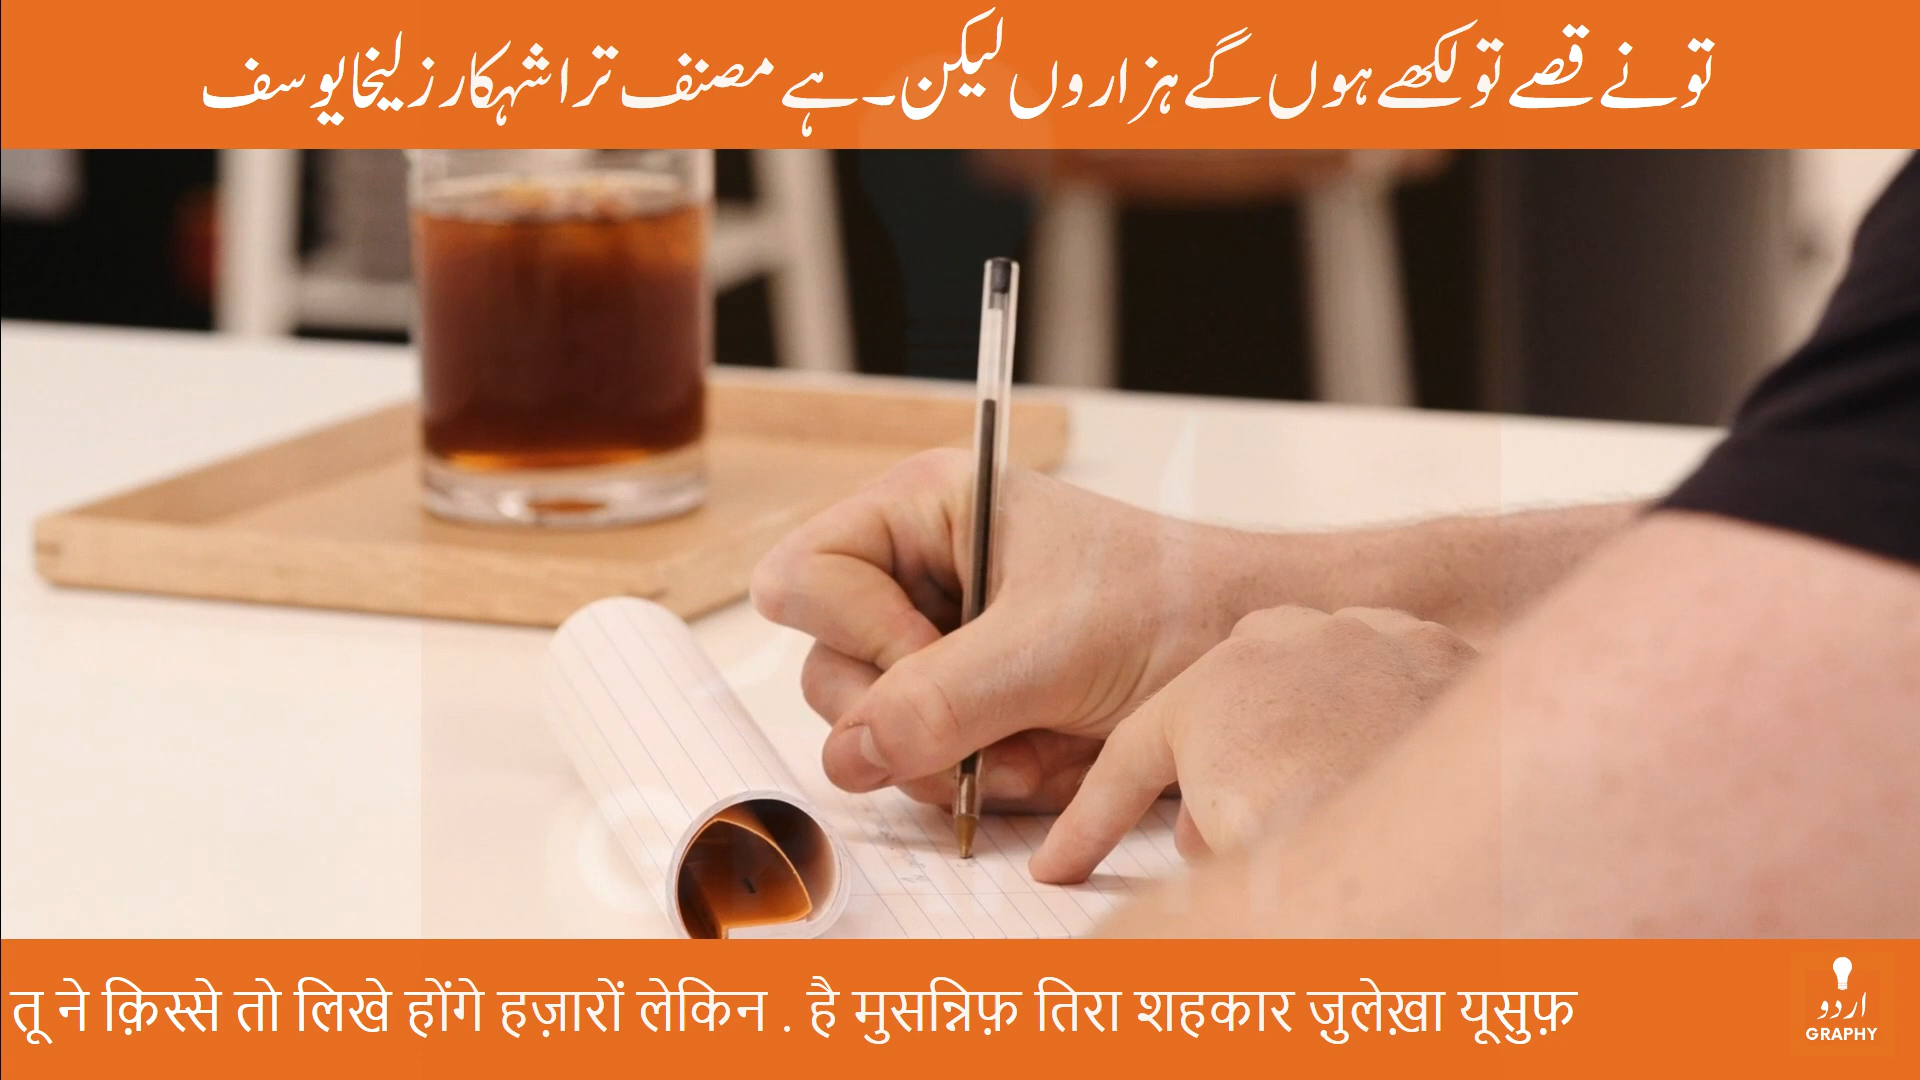 تو نے قصے تو لکھے ہوں گے ہزاروں لیکن۔ ہے مصنف ترا شہکار زلیخا یوسف
तू ने क़िस्से तो लिखे होंगे हज़ारों लेकिन . है मुसन्निफ़ तिरा शहकार ज़ुलेख़ा यूसुफ़
اردو
GRAPHY